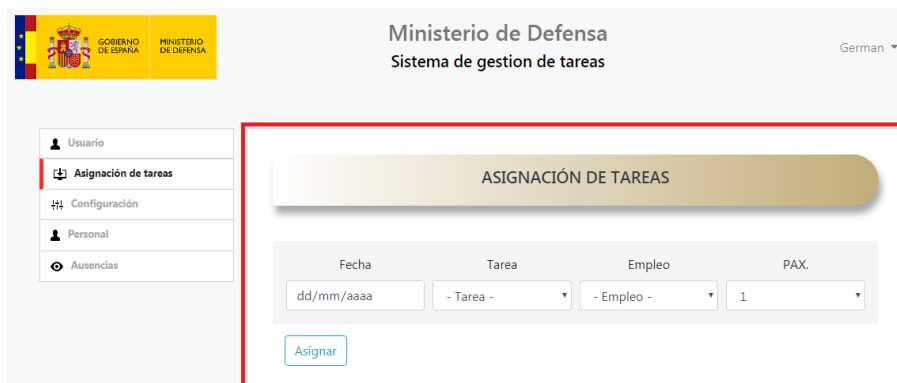 GOBIERNO
DE ESPAÑA
MINISTERIO
DE DEFENSA
Ministerio de Defensa
Sistema de gestion de tareas
German
Usuario
Asignación de tareas
Configuración
Personal
Ausencias
ASIGNACIÓN DE TAREAS
Fecha Tarea Empleo PAX.
dd/mm/aaaa - Tarea - - Empleo - 1
Asignar